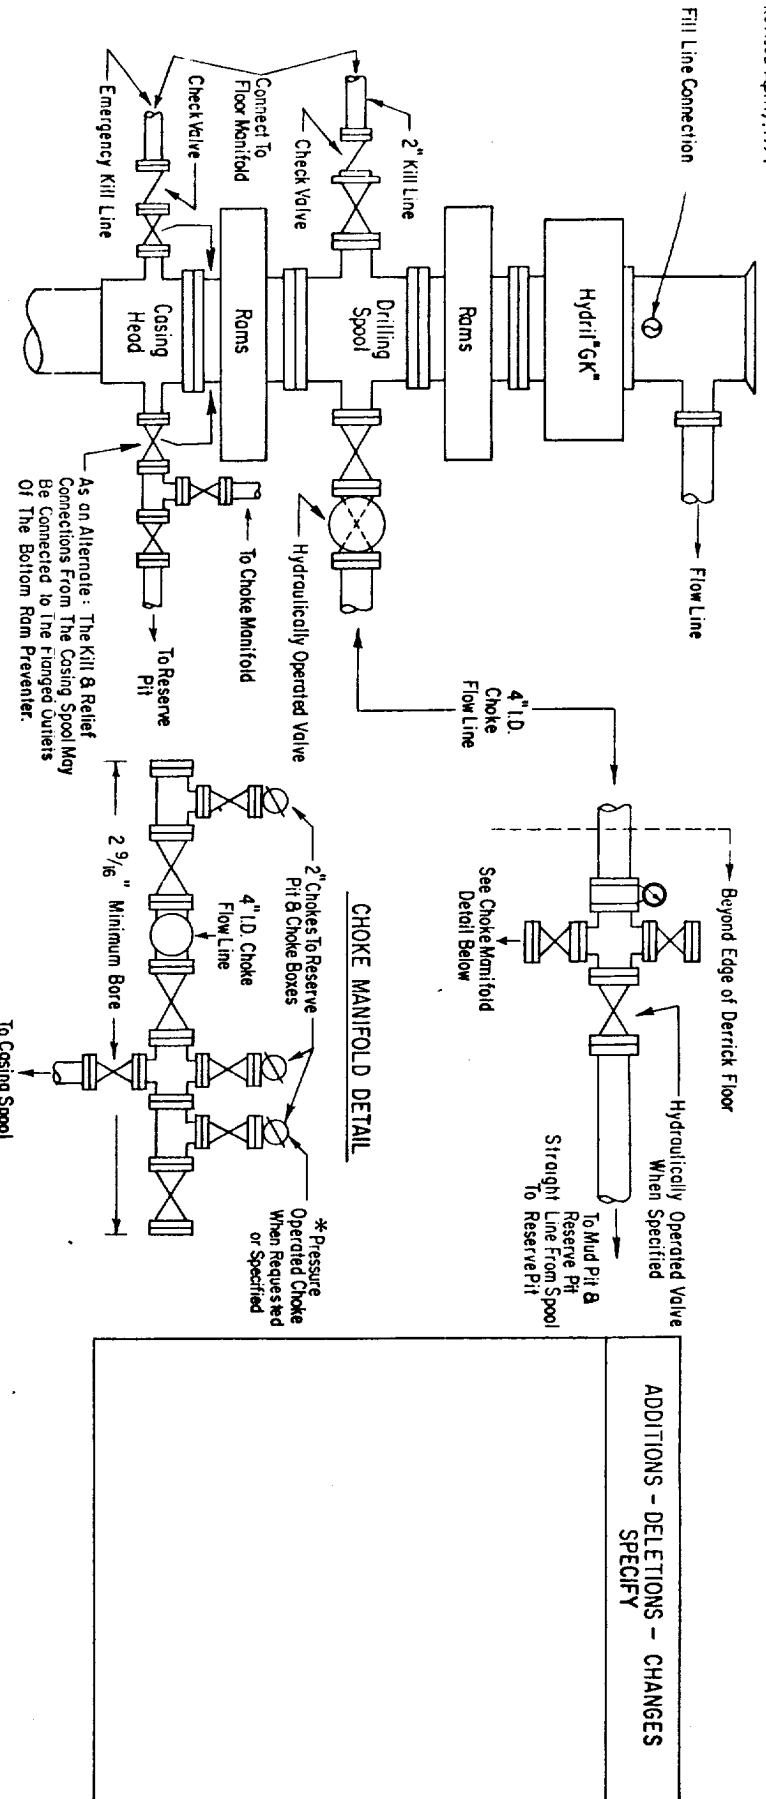 Fill Line Connection
Flow Line
Hydril "GK"
Rams
2" Kill Line
Check Valve
Drilling
Spool
Hydraulically Operated Valve
Connect To
Floor Manifold
Rams
Check Valve
Emergency Kill Line
Casing
Head
To Choke Manifold
To Reserve
Pit
As an Alternate: The Kill & Relief
Connections From The Casing Spool May
Be Connected To The Flanged Outlets
Of The Bottom Ram Preventer.
4" I.D.
Choke
Flow Line
Beyond Edge of Derrick Floor
See Choke Manifold
Detail Below
Hydraulically Operated Valve
When Specified
To Mud Pit &
Reserve Pit
Straight Line From Spool
To Reserve Pit
CHOKE MANIFOLD DETAIL
2" Chokes To Reserve
Pit & Choke Boxes
4" I.D. Choke
Flow Line
2 9/16" Minimum Bore
*Pressure
Operated Choke
When Requested
or Specified
To Casing Spool
ADDITIONS - DELETIONS - CHANGES
SPECIFY